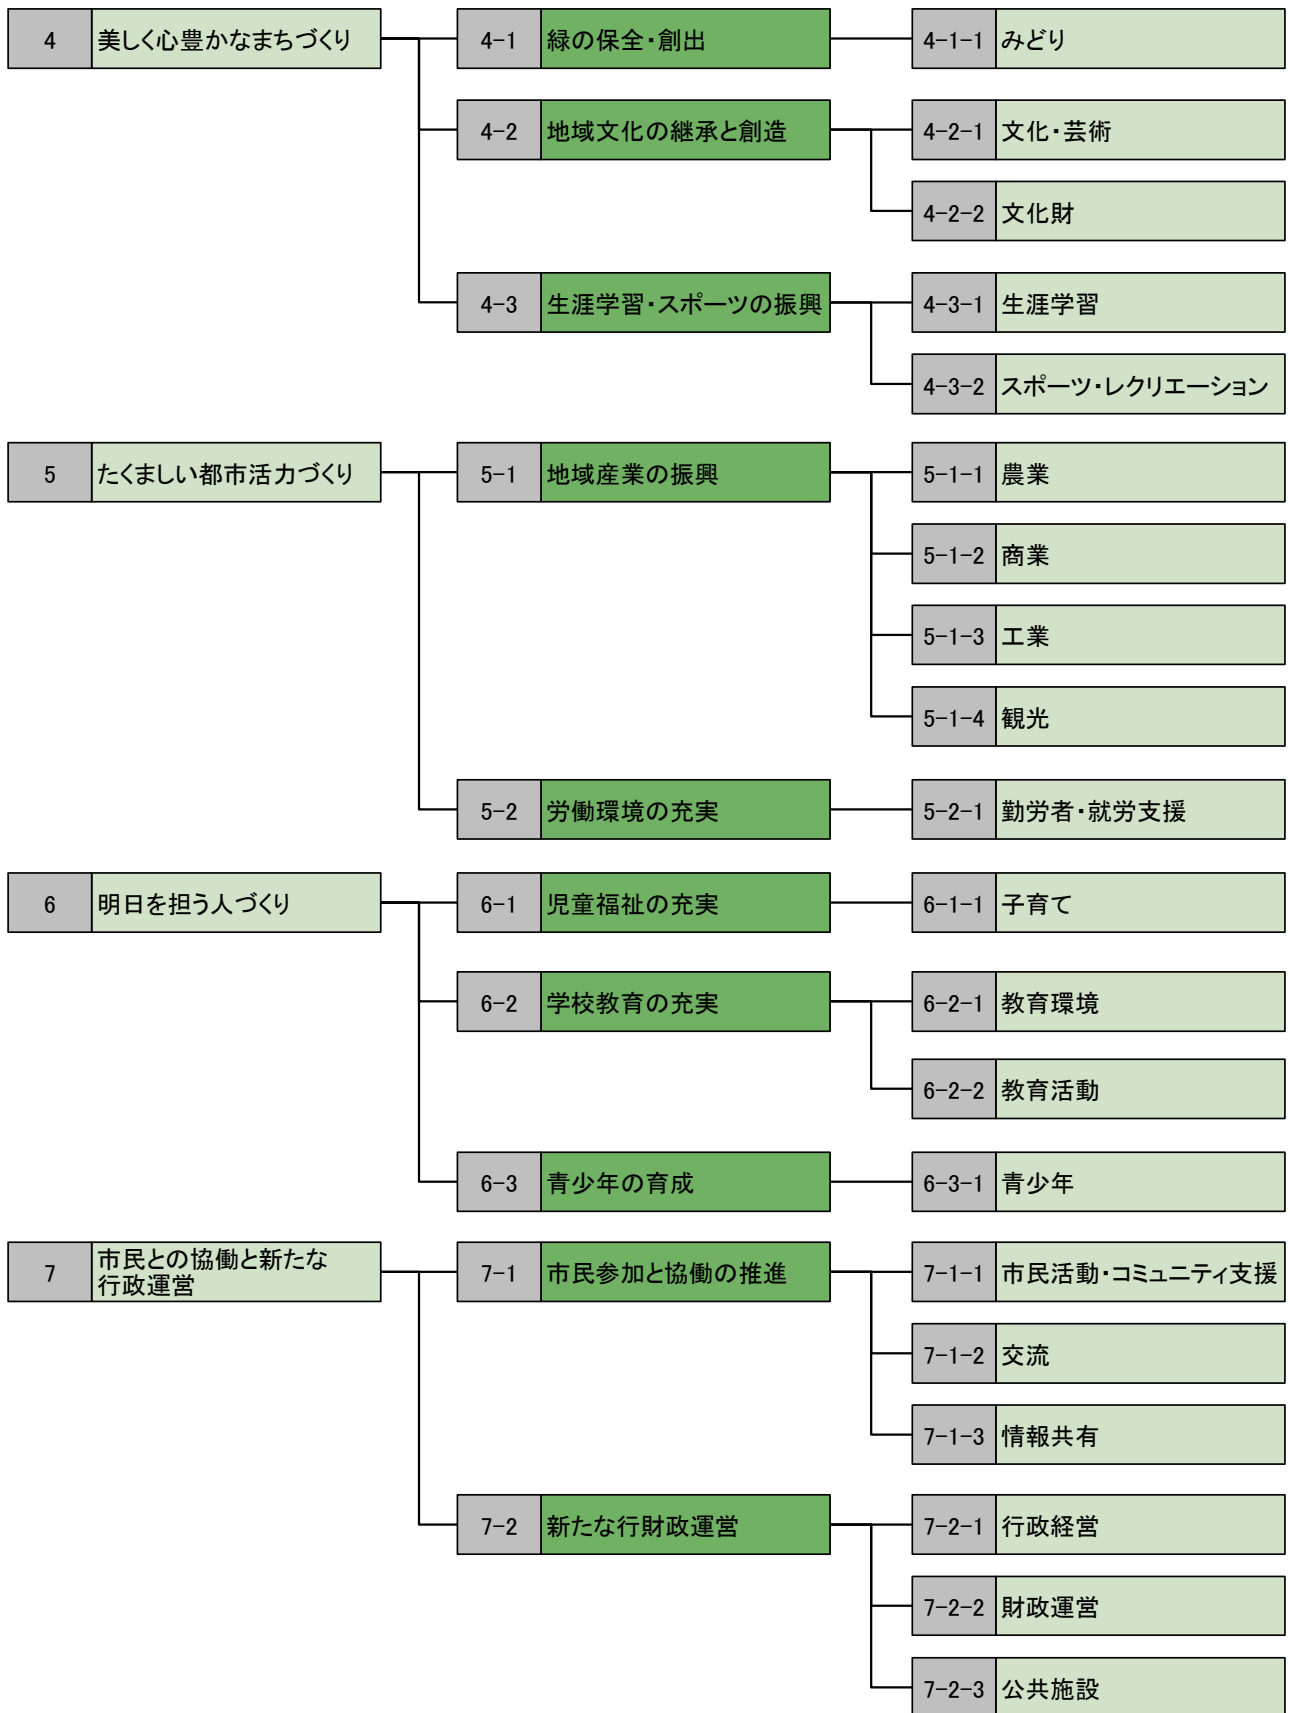 4 美しく心豊かなまちづくり
4-1 緑の保全・創出
4-1-1 みどり
4-2 地域文化の継承と創造
4-2-1 文化・芸術
4-2-2 文化財
4-3 生涯学習・スポーツの振興
4-3-1 生涯学習
4-3-2 スポーツ・レクリエーション
5 たくましい都市活力づくり
5-1 地域産業の振興
5-1-1 農業
5-1-2 商業
5-1-3 工業
5-1-4 観光
5-2 労働環境の充実
5-2-1 勤労者・就労支援
6 明日を担う人づくり
6-1 児童福祉の充実
6-1-1 子育て
6-2 学校教育の充実
6-2-1 教育環境
6-2-2 教育活動
6-3 青少年の育成
6-3-1 青少年
7 市民との協働と新たな
行政運営
7-1 市民参加と協働の推進
7-1-1 市民活動・コミュニティ支援
7-1-2 交流
7-1-3 情報共有
7-2 新たな行財政運営
7-2-1 行政経営
7-2-2 財政運営
7-2-3 公共施設